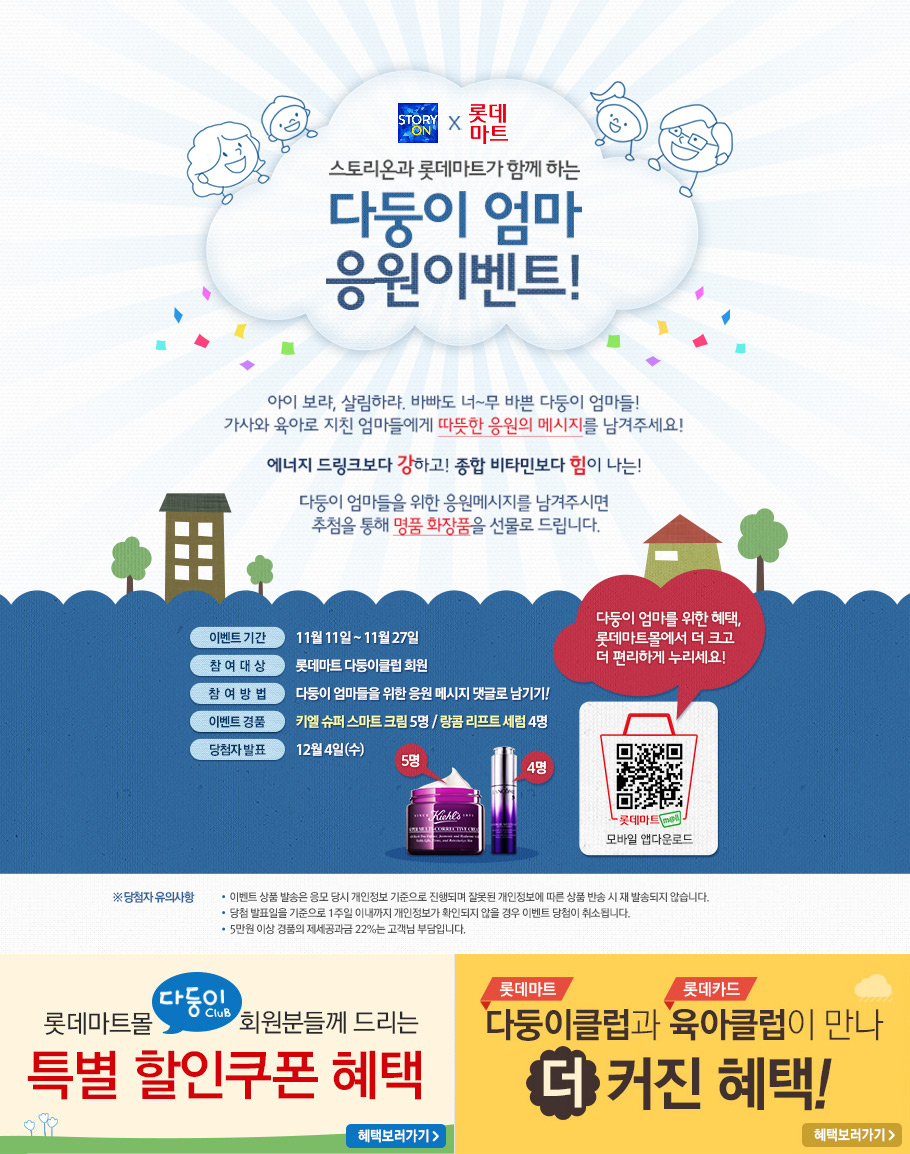 STORY
ON
X
롯데
마트
스토리온과 롯데마트가 함께 하는
다둥이 엄마
응원이벤트!
아이 보랴, 살림하랴. 바빠도 너~무 바쁜 다둥이 엄마들!
가사와 육아로 지친 엄마들에게 따뜻한 응원의 메시지를 남겨주세요!
에너지 드링크보다 강하고! 종합 비타민보다 힘이 나는!
다둥이 엄마들을 위한 응원메시지를 남겨주시면
추첨을 통해 명품 화장품을 선물로 드립니다.
다둥이 엄마를 위한 혜택,
롯데마트몰에서 더 크고
더 편리하게 누리세요!
이벤트 기간 11월 11일 ~ 11월 27일
참여대상 롯데마트 다둥이클럽 회원
참여방법 다둥이 엄마들을 위한 응원 메시지 댓글로 남기기!
이벤트 경품 키엘 슈퍼 스마트 크림 5명 / 랑콤 리프트 세럼 4명
당첨자 발표 12월 4일(수)
5명
4명
Kiehl's
SUPER MULTI-CORRECTIVE CREAM
롯데마트 mall
모바일 앱다운로드
※ 당첨자 유의사항
• 이벤트 상품 발송은 응모 당시 개인정보 기준으로 진행되며 잘못된 개인정보에 따른 상품 반송 시 재 발송되지 않습니다.
• 당첨 발표일을 기준으로 1주일 이내까지 개인정보가 확인되지 않을 경우 이벤트 당첨이 취소됩니다.
• 5만원 이상 경품의 제세공과금 22%는 고객님 부담입니다.
롯데마트몰 다둥이 CLUB 회원분들께 드리는
특별 할인쿠폰 혜택
혜택보러가기 >
롯데마트 롯데카드
다둥이클럽과 육아클럽이 만나
더 커진 혜택!
혜택보러가기 >